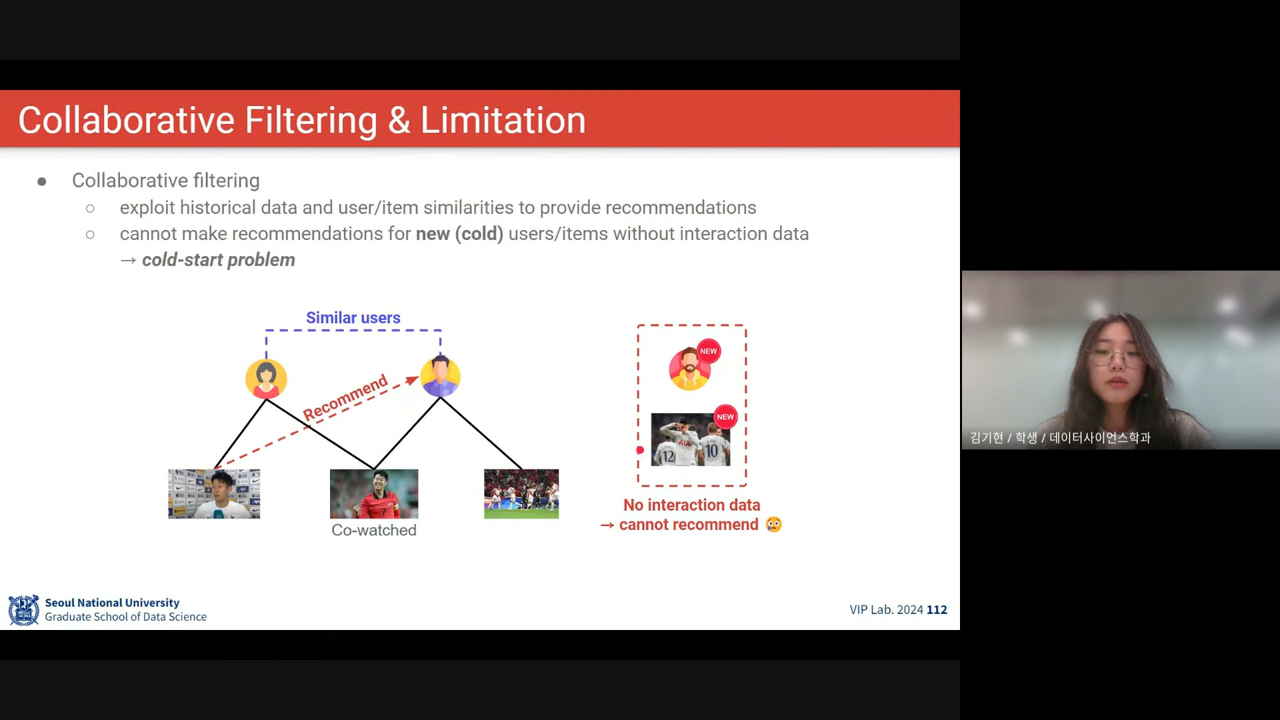 Collaborative Filtering & Limitation
● Collaborative filtering
○ exploit historical data and user/item similarities to provide recommendations
○ cannot make recommendations for new (cold) users/items without interaction data
→ cold-start problem
Similar users
Recommend
Co-watched
NEW
NEW
AIA
12
10
No interaction data
→ cannot recommend 😨
김기현 / 학생 / 데이터사이언스학과
Seoul National University
Graduate School of Data Science
VIP Lab. 2024 112